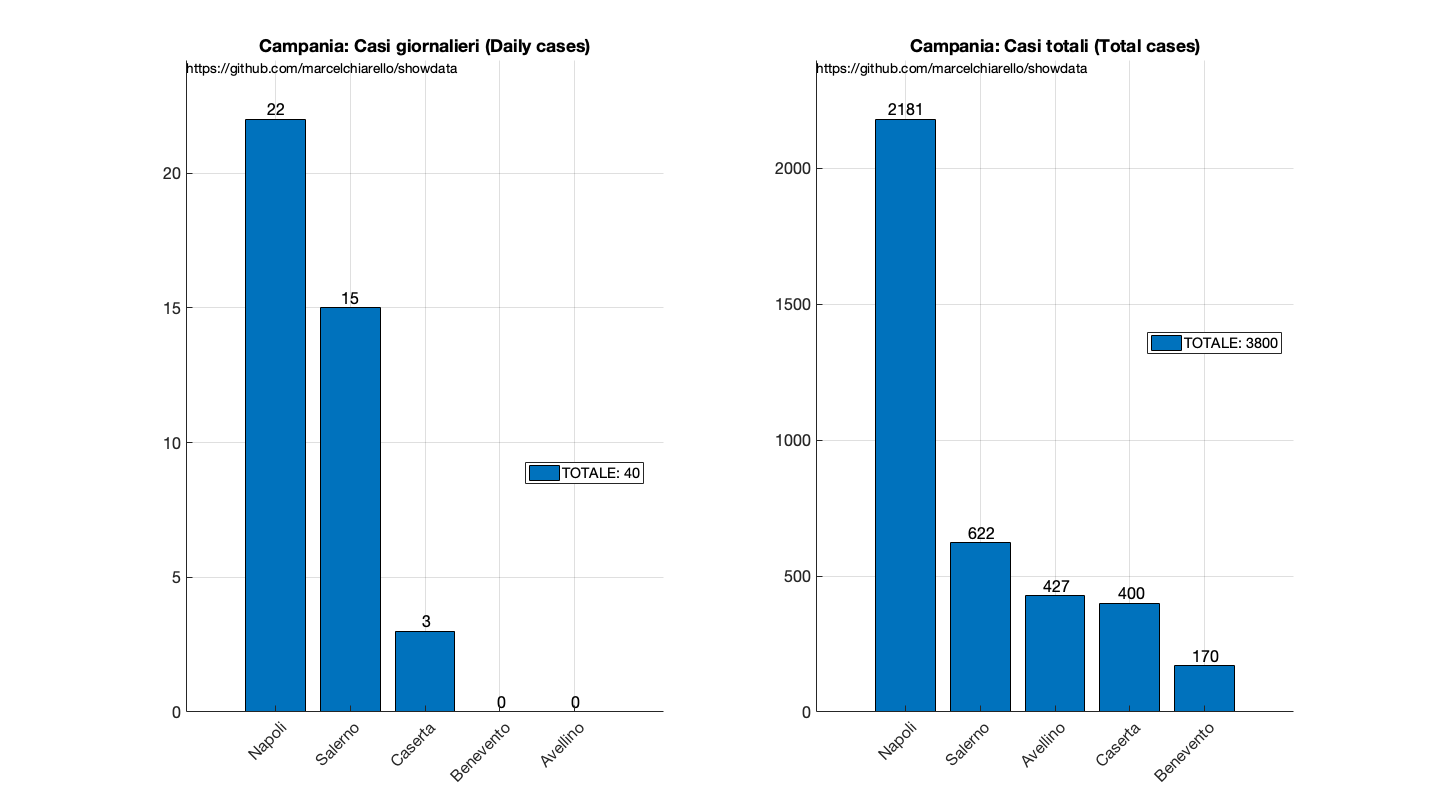 Campania: Casi giornalieri (Daily cases)
https://github.com/marcelchiarello/showdata
22
20
15
15
10
TOTALE: 40
5
3
0
0
0
Napoli
Salerno
Caserta
Benevento
Avellino
Campania: Casi totali (Total cases)
https://github.com/marcelchiarello/showdata
2181
2000
1500
TOTALE: 3800
1000
622
500
427
400
170
0
Napoli
Salerno
Avellino
Caserta
Benevento